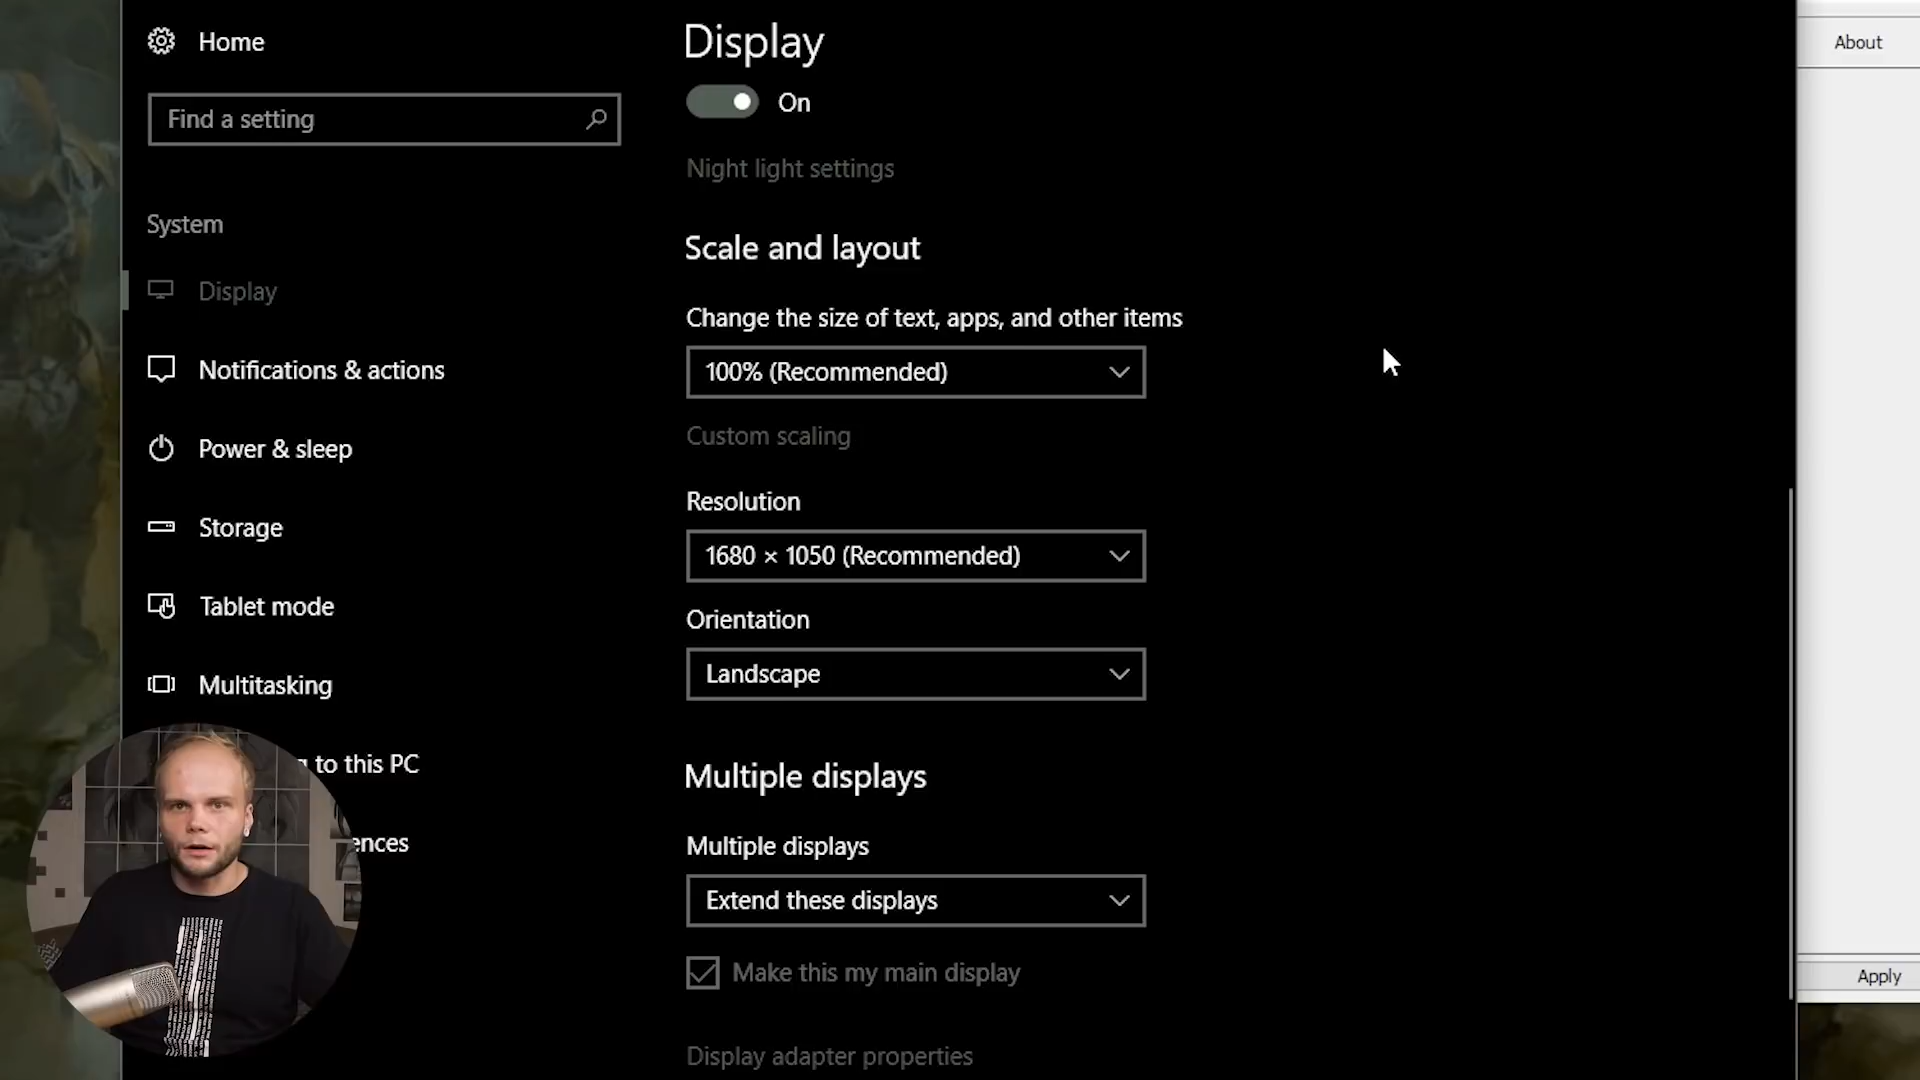 Home
Find a setting
System
Display
Notifications & actions
Power & sleep
Storage
Tablet mode
Multitasking
to this PC
ences
Display
On
Night light settings
Scale and layout
Change the size of text, apps, and other items
100% (Recommended)
Custom scaling
Resolution
1680 × 1050 (Recommended)
Orientation
Landscape
Multiple displays
Multiple displays
Extend these displays
Make this my main display
Display adapter properties
About
Apply